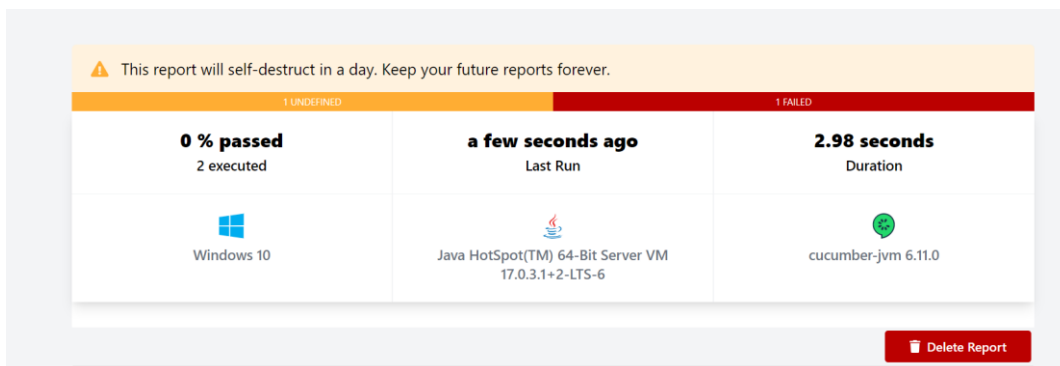 This report will self-destruct in a day. Keep your future reports forever.
1 UNDEFINED
1 FAILED
0 % passed
2 executed
a few seconds ago
Last Run
2.98 seconds
Duration
Windows 10
Java HotSpot(TM) 64-Bit Server VM
17.0.3.1+2-LTS-6
cucumber-jvm 6.11.0
Delete Report